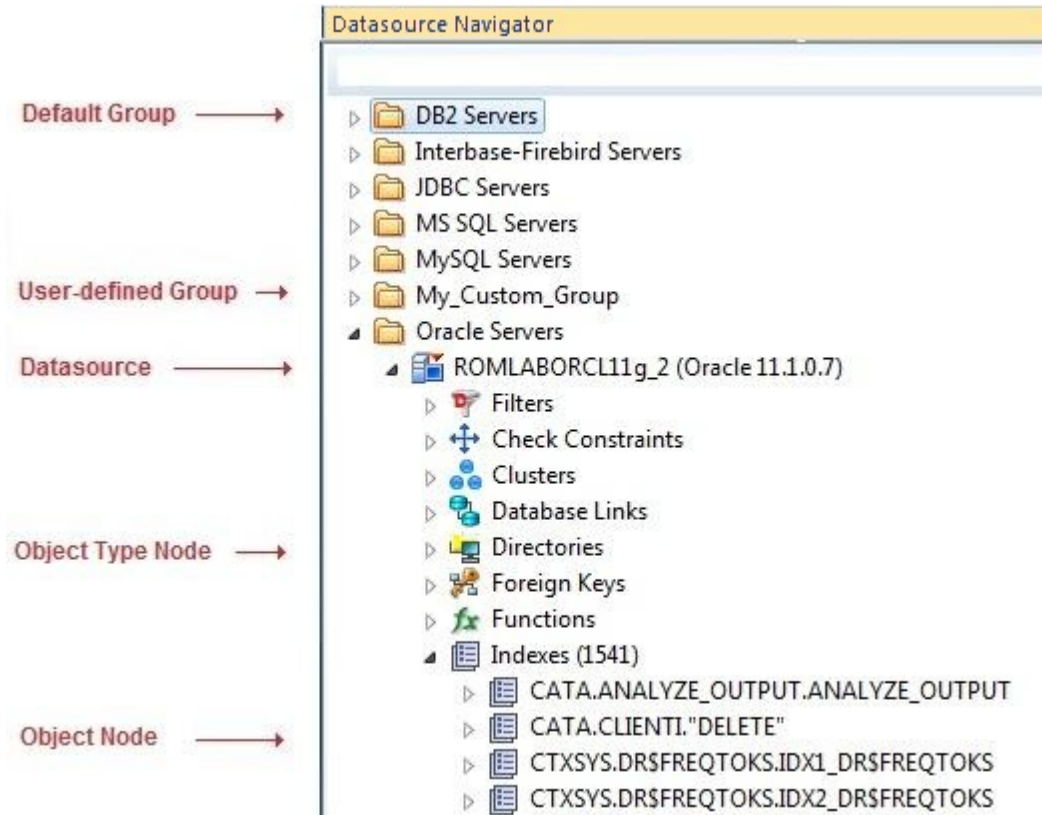 Datasource Navigator
Default Group
DB2 Servers
Interbase-Firebird Servers
JDBC Servers
MS SQL Servers
MySQL Servers
User-defined Group
My_Custom_Group
Oracle Servers
Datasource
ROMLABORCL11g_2 (Oracle 11.1.0.7)
Filters
Check Constraints
Clusters
Database Links
Object Type Node
Directories
Foreign Keys
fx Functions
Indexes (1541)
CATA.ANALYZE_OUTPUT.ANALYZE_OUTPUT
Object Node
CATA.CLIENTI."DELETE"
CTXSYS.DR$FREQTOKS.IDX1_DR$FREQTOKS
CTXSYS.DR$FREQTOKS.IDX2_DR$FREQTOKS